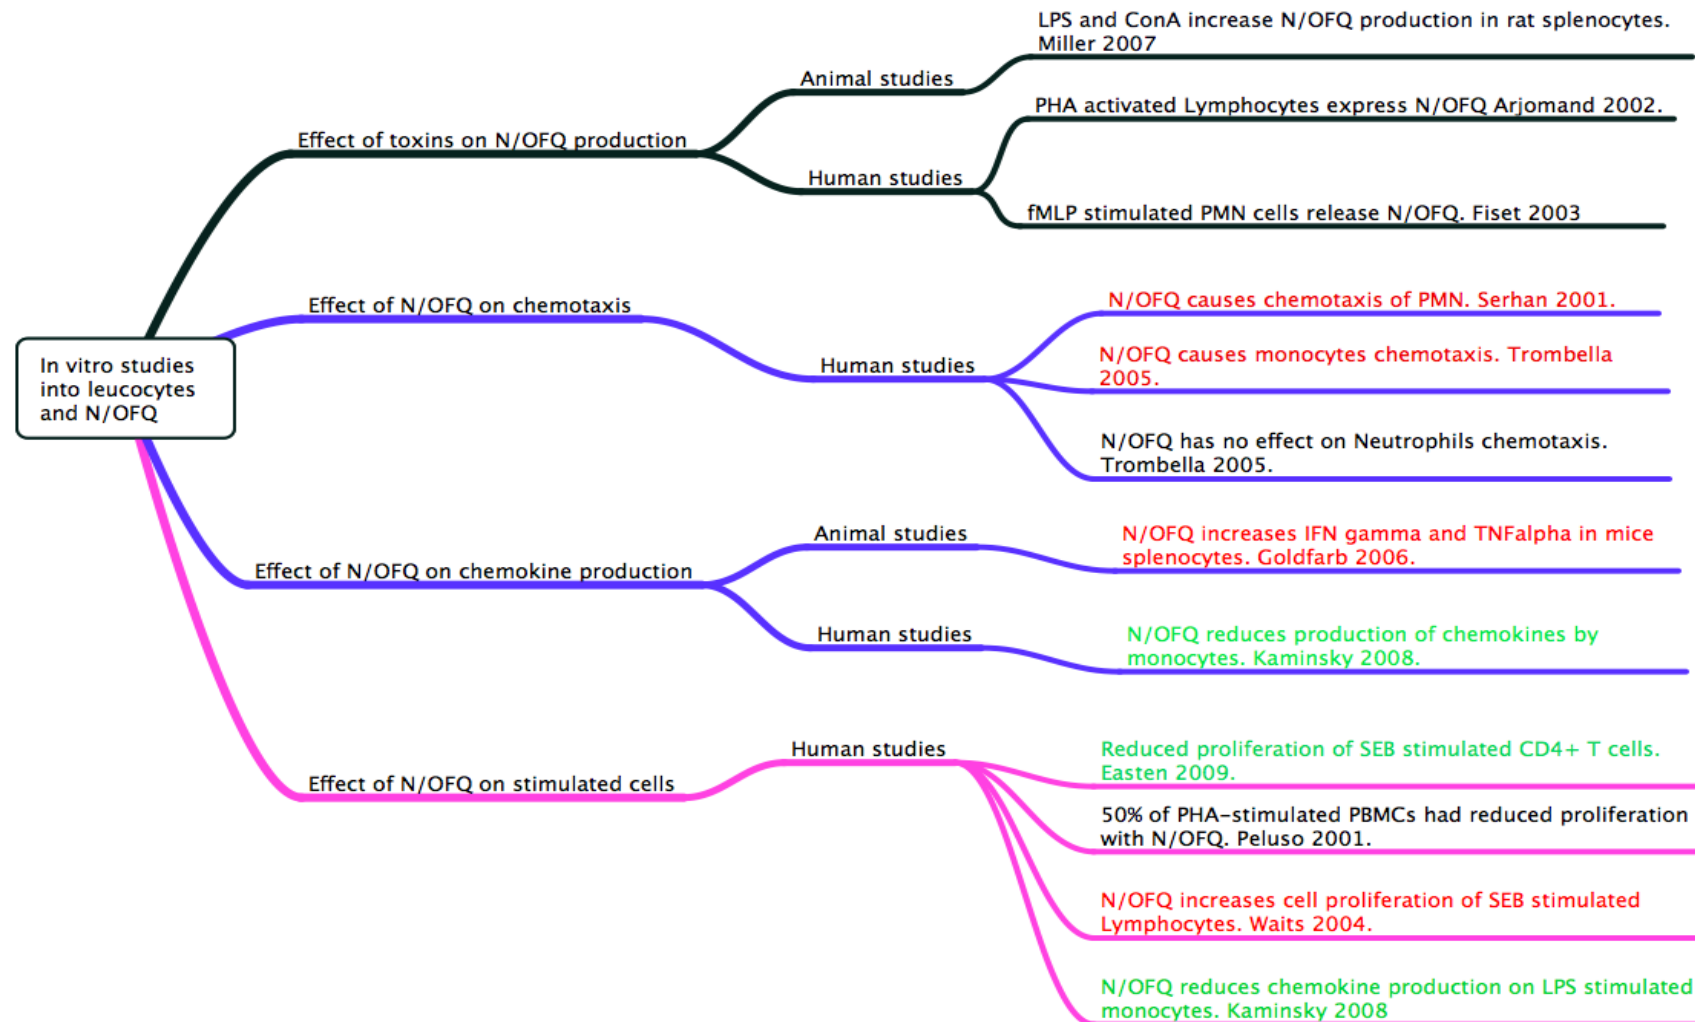 LPS and ConA increase N/OFQ production in rat splenocytes.
Miller 2007
Animal studies
PHA activated Lymphocytes express N/OFQ Arjomand 2002.
Effect of toxins on N/OFQ production
Human studies
fMLP stimulated PMN cells release N/OFQ. Fiset 2003
Effect of N/OFQ on chemotaxis
N/OFQ causes chemotaxis of PMN. Serhan 2001.
In vitro studies
into leucocytes
and N/OFQ
Human studies
N/OFQ causes monocytes chemotaxis. Trombella
2005.
N/OFQ has no effect on Neutrophils chemotaxis.
Trombella 2005.
Animal studies
N/OFQ increases IFN gamma and TNFalpha in mice
splenocytes. Goldfarb 2006.
Effect of N/OFQ on chemokine production
Human studies
N/OFQ reduces production of chemokines by
monocytes. Kaminsky 2008.
Human studies
Reduced proliferation of SEB stimulated CD4+ T cells.
Easten 2009.
Effect of N/OFQ on stimulated cells
50% of PHA-stimulated PBMCs had reduced proliferation
with N/OFQ. Peluso 2001.
N/OFQ increases cell proliferation of SEB stimulated
Lymphocytes. Waits 2004.
N/OFQ reduces chemokine production on LPS stimulated
monocytes. Kaminsky 2008